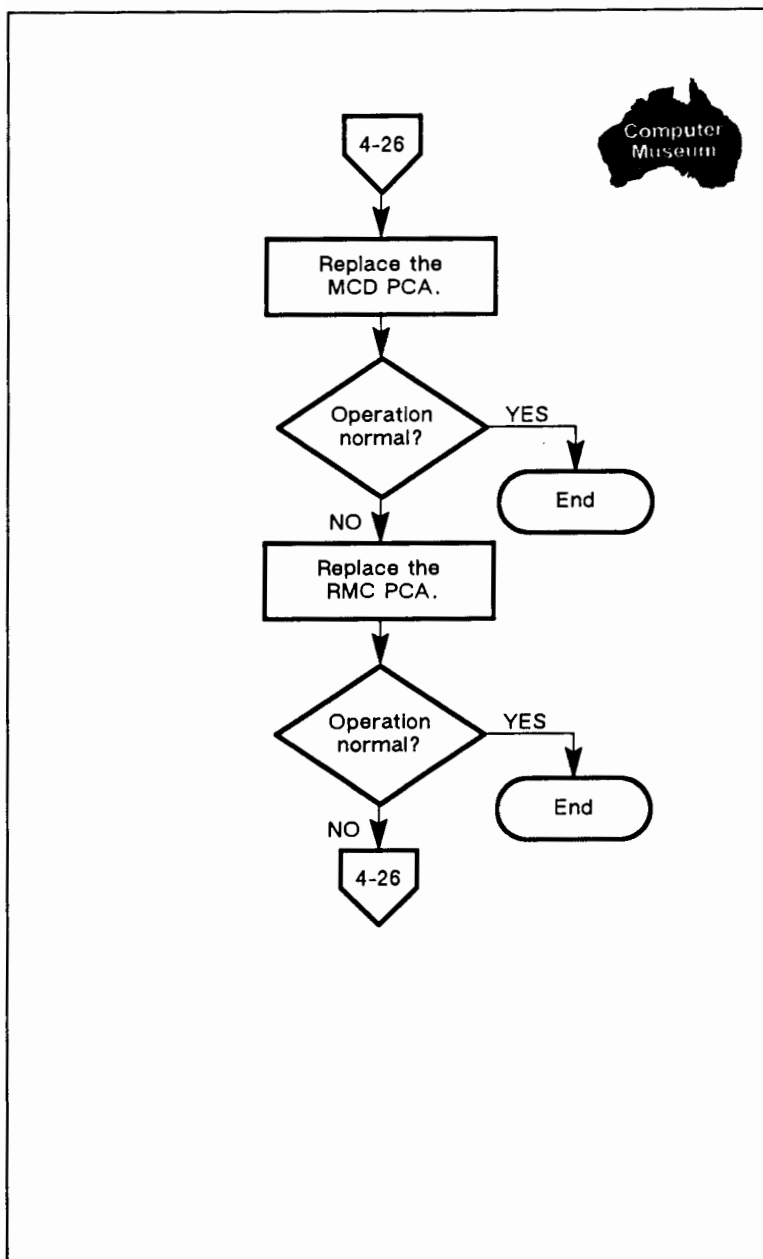 Computer
Museum
4-26
Replace the
MCD PCA.
Operation
normal?
YES
End
NO
Replace the
RMC PCA.
Operation
normal?
YES
End
NO
4-26